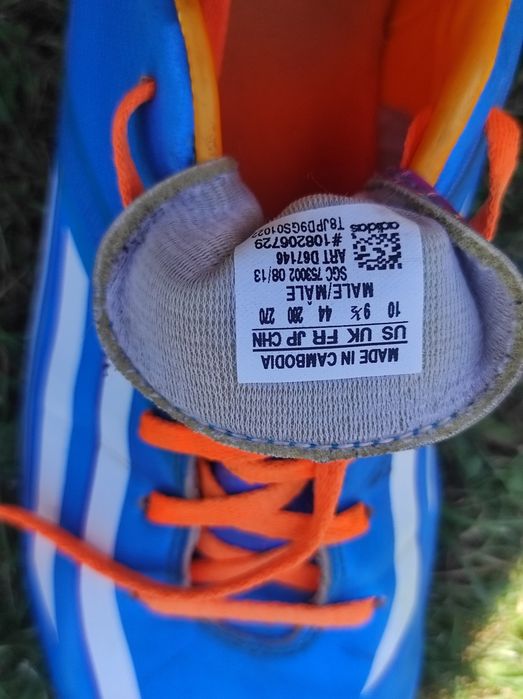 MADE IN CAMBODIA
US UK FR JP CHN
10 9½ 44 280 270
MALE/MÂLE
SGC 753002 08/13
ART D67146
#108206729
T8JPD9GS0102
adidas